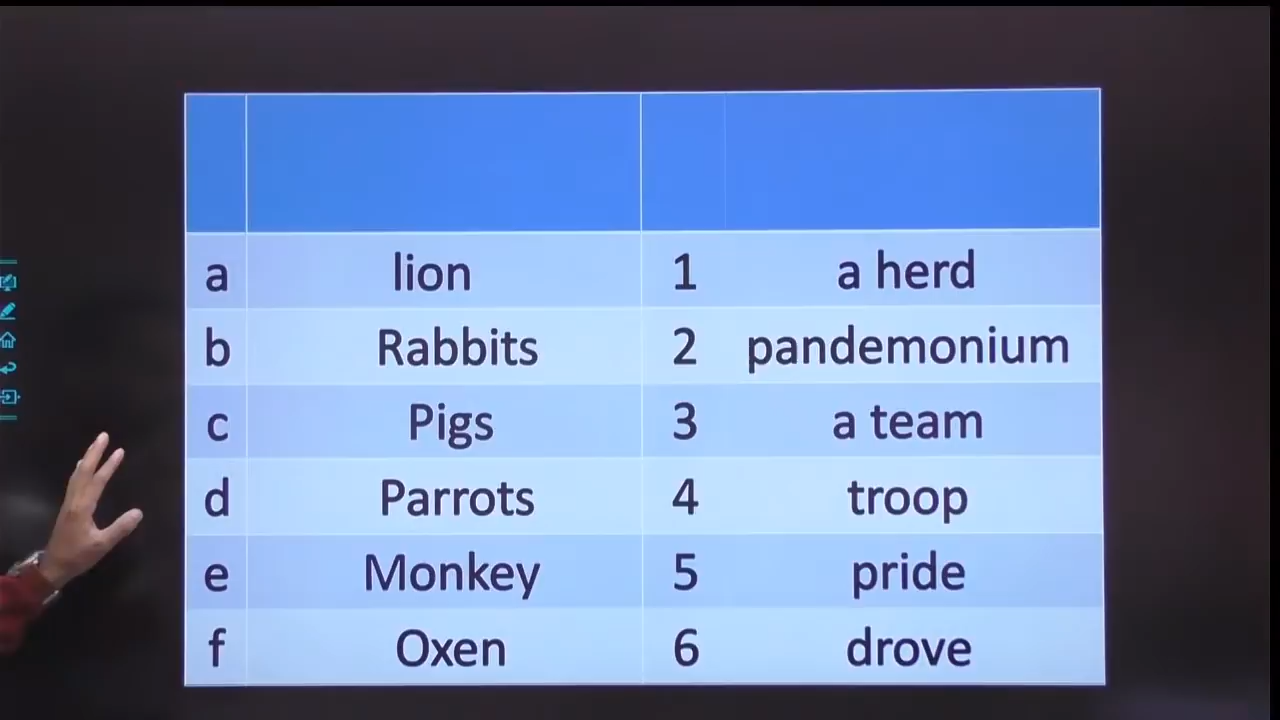 a lion 1 a herd
b Rabbits 2 pandemonium
c Pigs 3 a team
d Parrots 4 troop
e Monkey 5 pride
f Oxen 6 drove